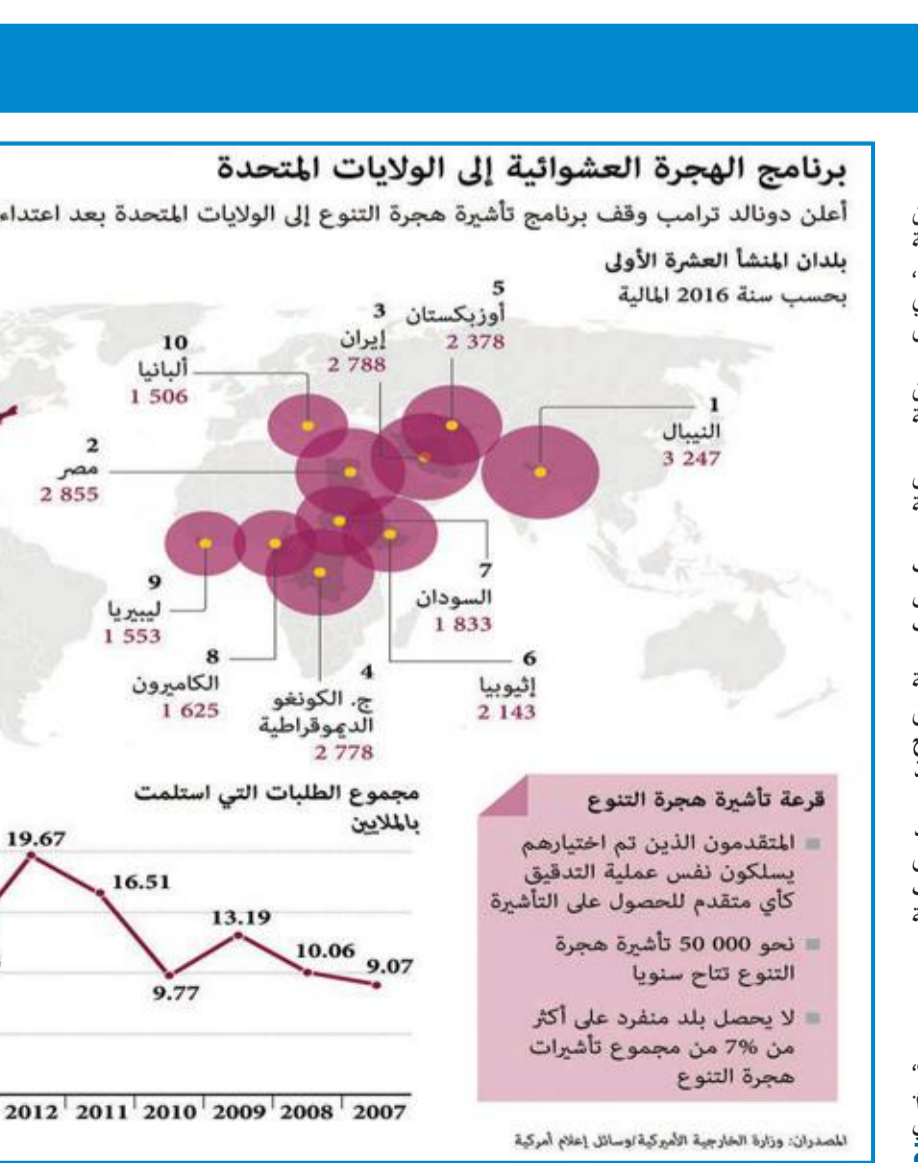 برنامج الهجرة العشوائية إلى الولايات المتحدة
أعلن دونالد ترامب وقف برنامج تأشيرة هجرة التنوع إلى الولايات المتحدة بعد اعتداء
بلدان المنشأ العشرة الأولى
بحسب سنة 2016 المالية
1
النيبال
3 247
5
أوزبكستان
2 378
3
إيران
2 788
10
ألبانيا
1 506
2
مصر
2 855
7
السودان
1 833
6
إثيوبيا
2 143
4
ج. الكونغو
الديموقراطية
2 778
8
الكاميرون
1 625
9
ليبيريا
1 553
قرعة تأشيرة هجرة التنوع
المتقدمون الذين تم اختيارهم
يسلكون نفس عملية التدقيق
كأي متقدم للحصول على التأشيرة
نحو 000 50 تأشيرة هجرة
التنوع تتاح سنويا
لا يحصل بلد منفرد على أكثر
من 7% من مجموع تأشيرات
هجرة التنوع
مجموع الطلبات التي استلمت
بالملايين
9.07
10.06
13.19
9.77
16.51
19.67
2007
2008
2009
2010
2011
2012
المصدران: وزارة الخارجية الأميركية/وسائل إعلام أمركية